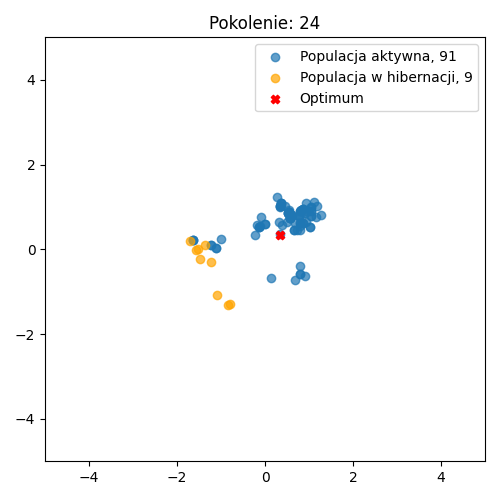 Pokolenie: 24
Populacja aktywna, 91
Populacja w hibernacji, 9
Optimum
4
2
0
−2
−4
−4
−2
0
2
4